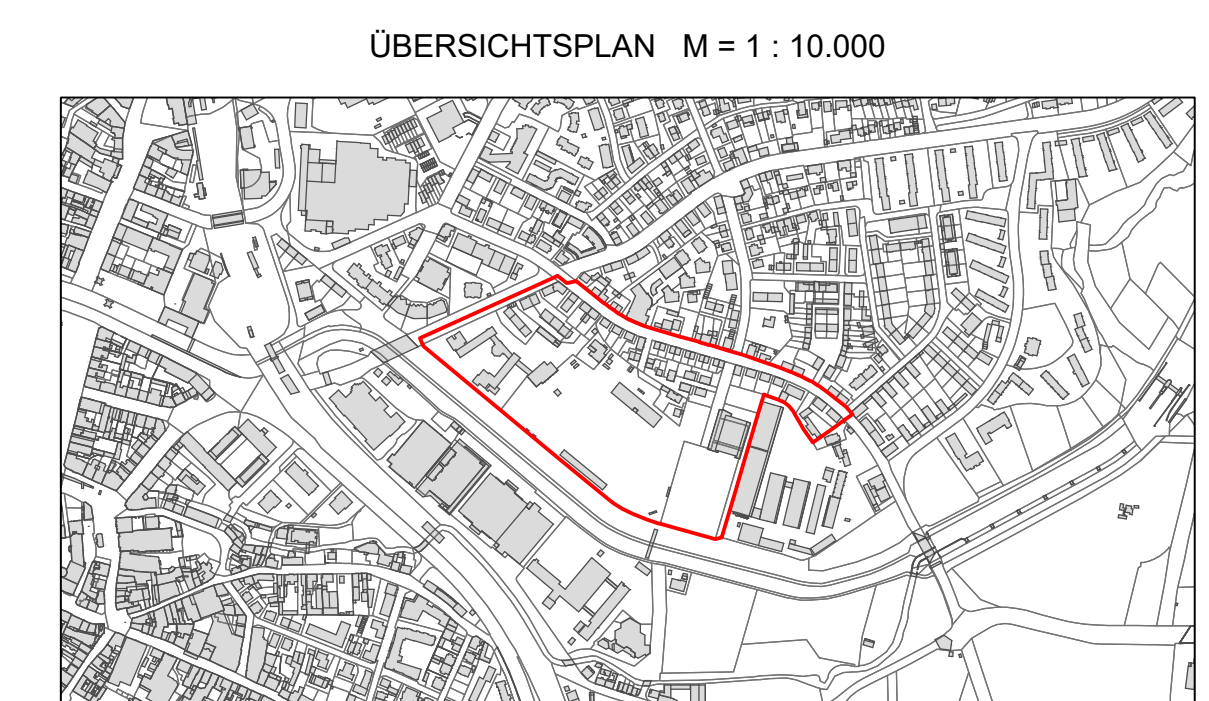 ÜBERSICHTSPLAN M = 1 : 10.000